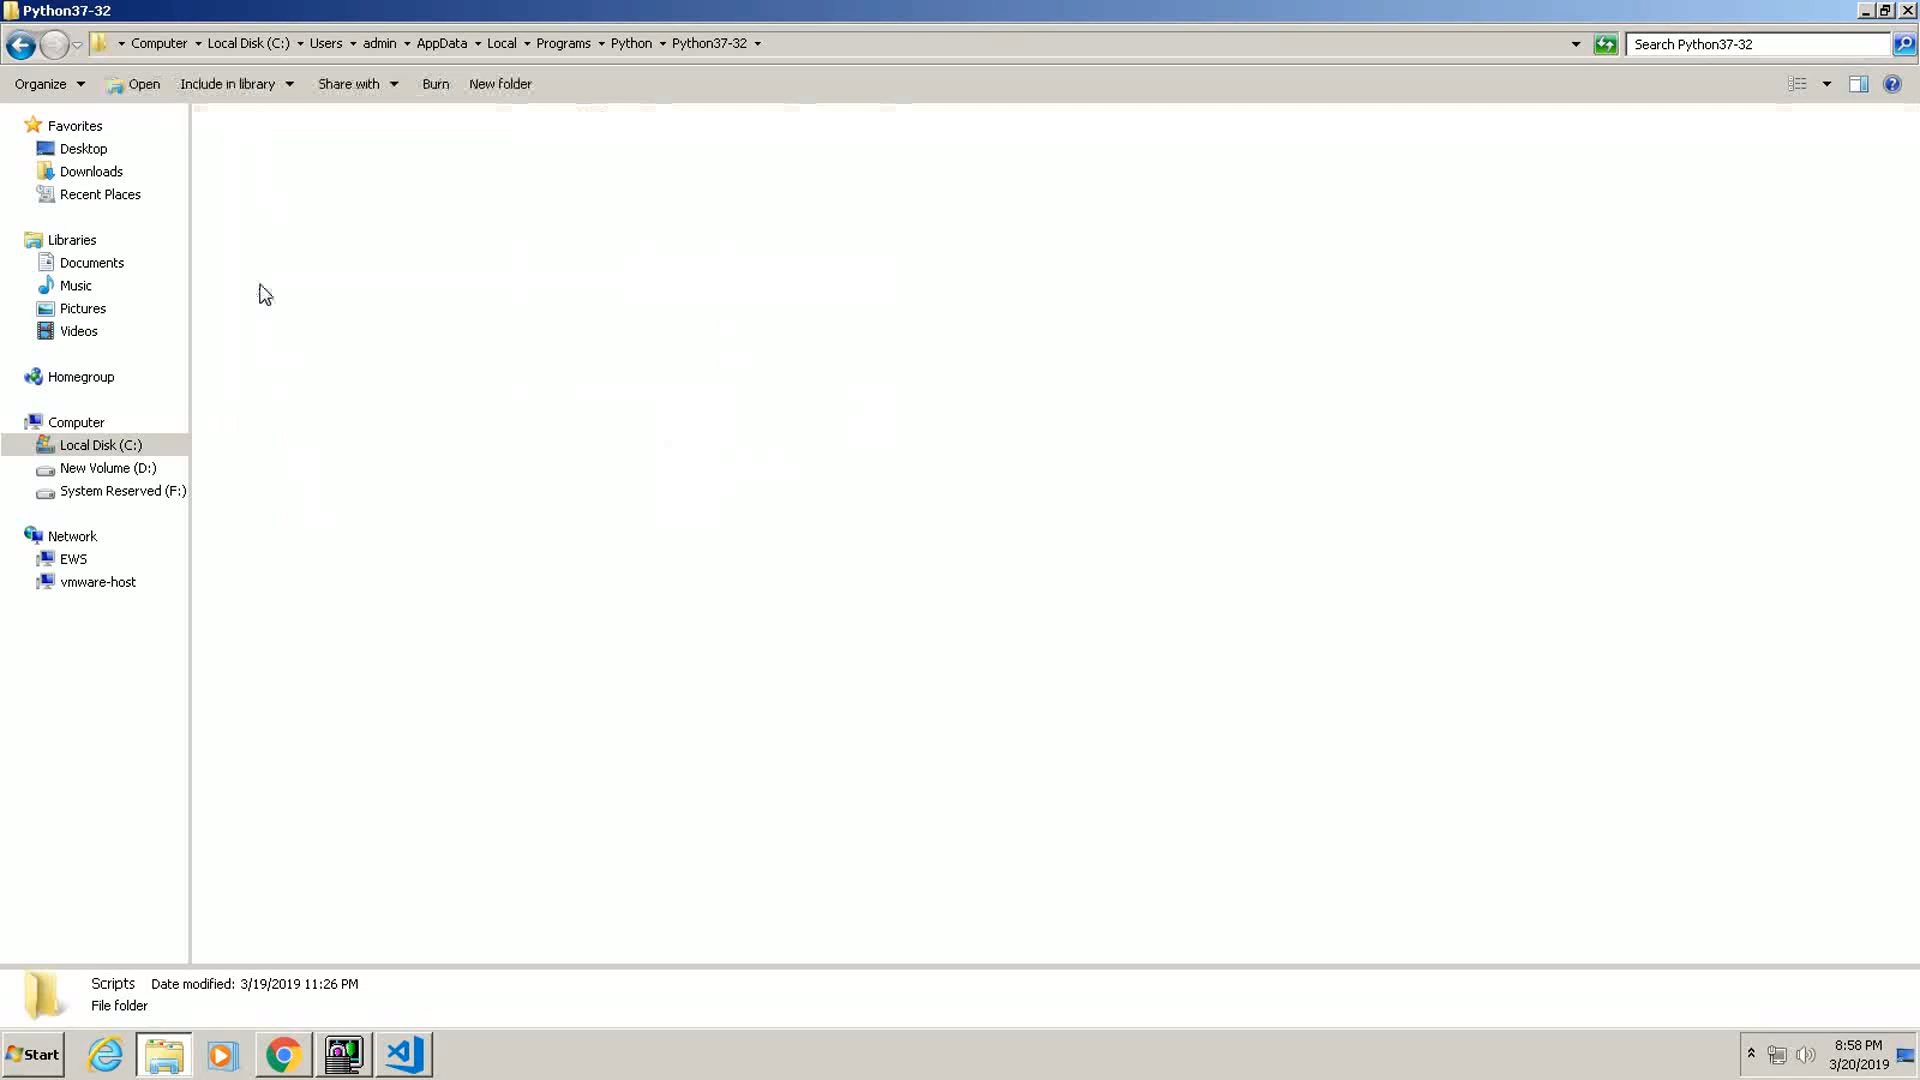 Python37-32
Computer Local Disk (C:) Users admin AppData Local Programs Python Python37-32
Search Python37-32
Organize Open Include in library Share with Burn New folder
Favorites
Desktop
Downloads
Recent Places
Libraries
Documents
Music
Pictures
Videos
Homegroup
Computer
Local Disk (C:)
New Volume (D:)
System Reserved (F:)
Network
EWS
vmware-host
Scripts Date modified: 3/19/2019 11:26 PM
File folder
Start
8:58 PM
3/20/2019